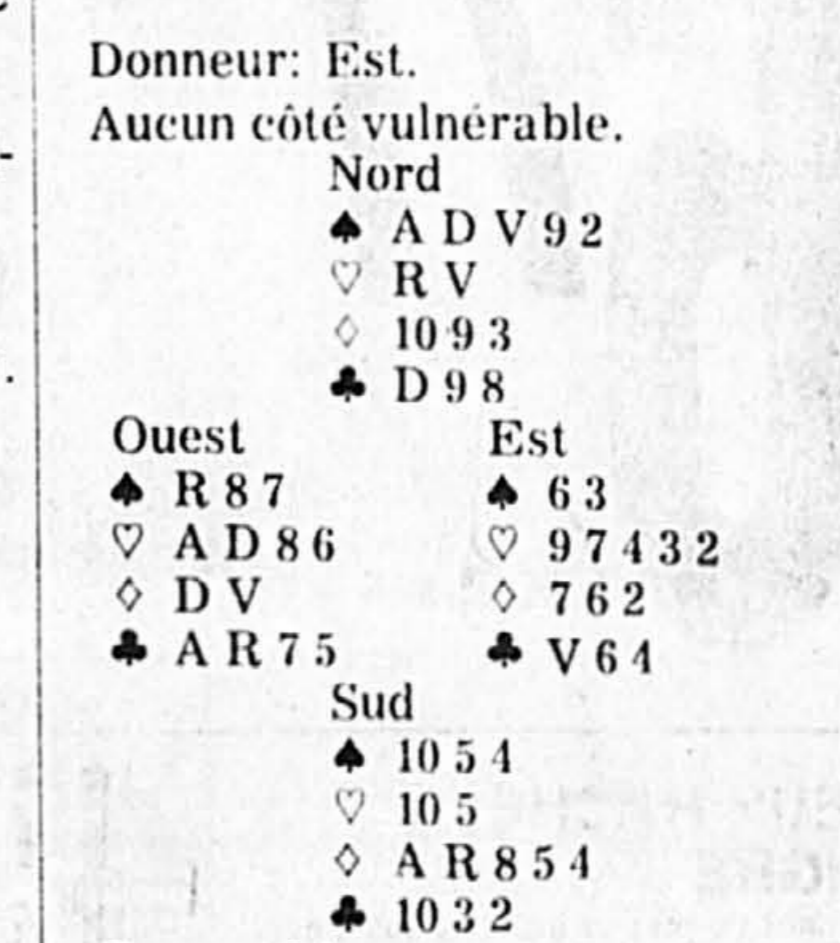 Donneur: Est.
Aucun côté vulnérable.
Nord
♠ A D V 9 2
♡ R V
♢ 10 9 3
♣ D 9 8
Ouest Est
♠ R 8 7 ♠ 6 3
♡ A D 8 6 ♡ 9 7 4 3 2
♢ D V ♢ 7 6 2
♣ A R 7 5 ♣ V 6 4
Sud
♠ 10 5 4
♡ 10 5
♢ A R 8 5 4
♣ 10 3 2